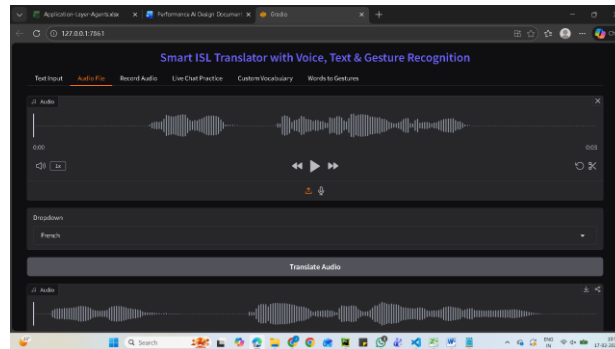 Application-Layer-Agents.xlsx
Performance AI Design Document
Gradio
127.0.0.1:7861
Smart ISL Translator with Voice, Text & Gesture Recognition
Text Input Audio File Record Audio Live Chat Practice Custom Vocabulary Words to Gestures
Audio
0:00 0:03
1x
Dropdown
French
Translate Audio
Audio
Search
ENG
IN